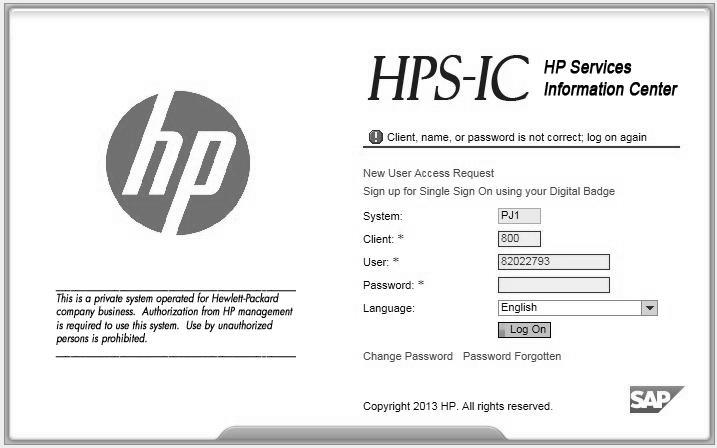 HPS-IC HP Services
Information Center
hp
Client, name, or password is not correct; log on again
New User Access Request
Sign up for Single Sign On using your Digital Badge
System: PJ1
Client: * 800
User: * 82022793
Password: *
Language: English
Log On
This is a private system operated for Hewlett-Packard
company business. Authorization from HP management
is required to use this system. Use by unauthorized
persons is prohibited.
Change Password Password Forgotten
Copyright 2013 HP. All rights reserved.
SAP